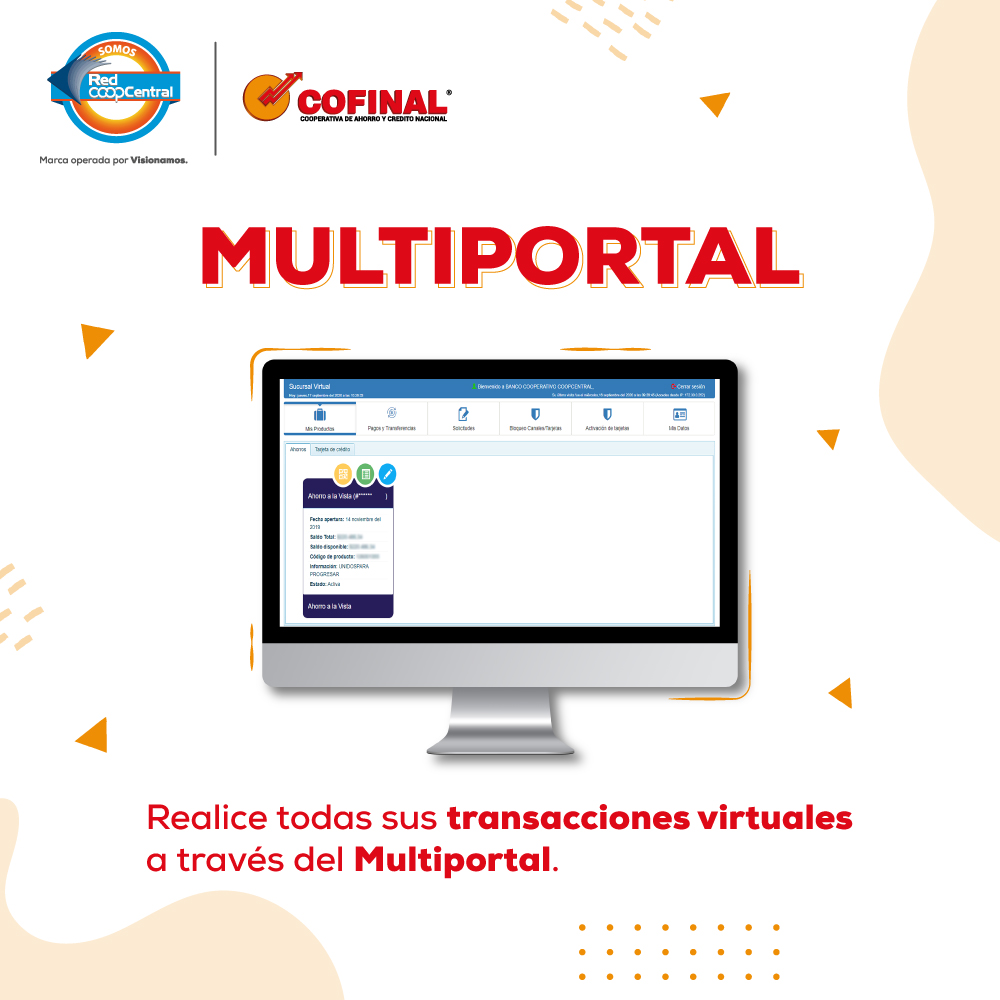 SOMOS
Red
coopCentral
Marca operada por Visionamos.
COFINAL®
COOPERATIVA DE AHORRO Y CREDITO NACIONAL
MULTIPORTAL
Sucursal Virtual
Bienvenido a BANCO COOPERATIVO COOPCENTRAL,
Cerrar sesión
Mis Productos
Pagos y Transferencias
Solicitudes
Bloqueo Canales/Tarjetas
Activación de tarjetas
Mis Datos
Ahorros
Tarjeta de crédito
Ahorro a la Vista (#****** )
Fecha apertura: 14 noviembre del
2019
Saldo Total:
Saldo disponible:
Código de producto:
Información: UNIDOSPARA
PROGRESAR
Estado: Activa
Ahorro a la Vista
Realice todas sus transacciones virtuales
a través del Multiportal.